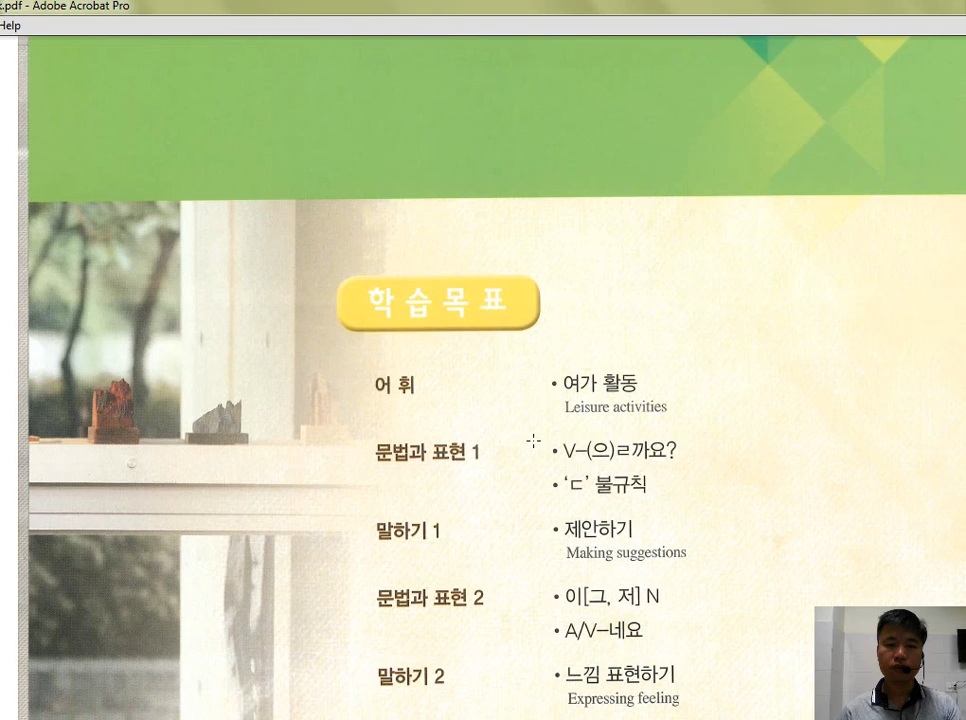 .pdf - Adobe Acrobat Pro
Help
학습목표
어 휘
• 여가 활동
Leisure activities
문법과 표현 1
• V-(으)ㄹ까요?
• ‘ㄷ’ 불규칙
말하기 1
• 제안하기
Making suggestions
문법과 표현 2
• 이[그, 저] N
• A/V-네요
말하기 2
• 느낌 표현하기
Expressing feeling